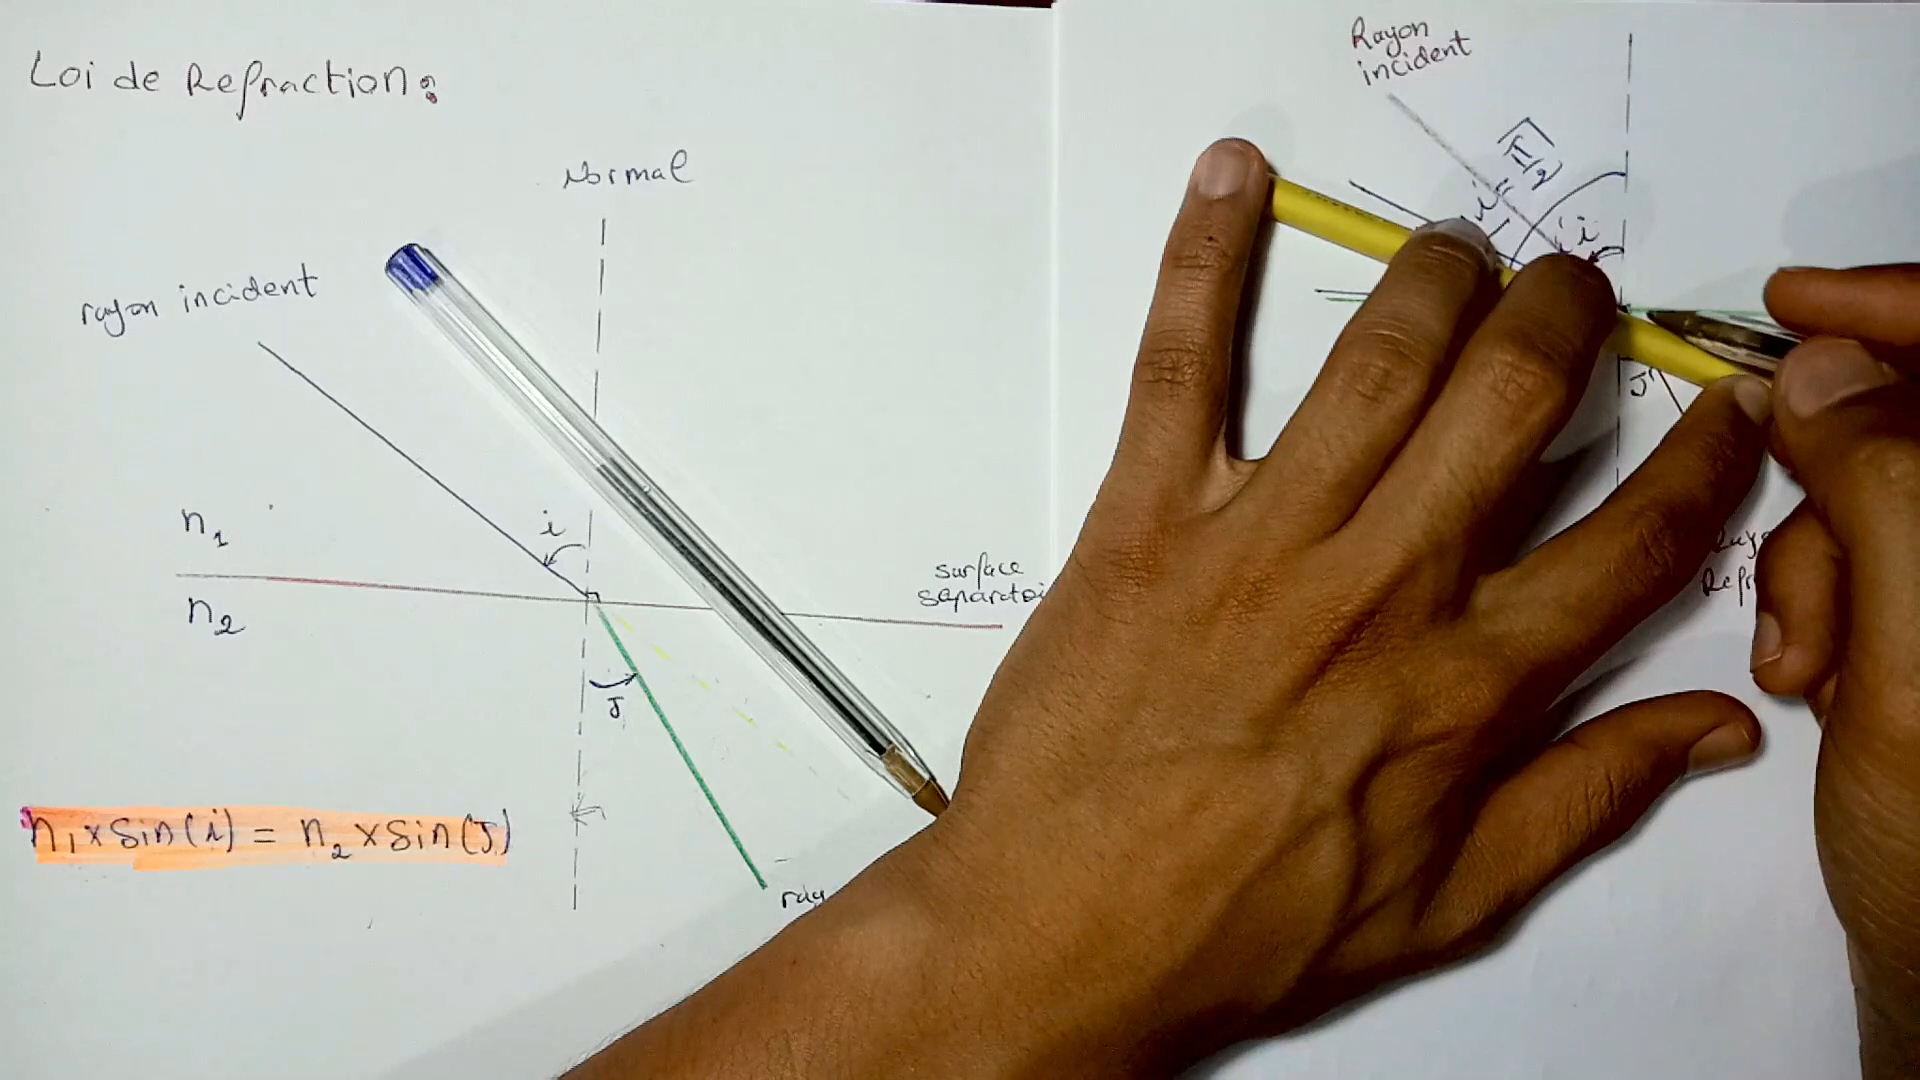 Loi de Refraction:
Normal
rayon incident
i
n1
surface
n2
J
n1 x sin(i) = n2 x sin(J)
Rayon
incident
i = π/2
i
J